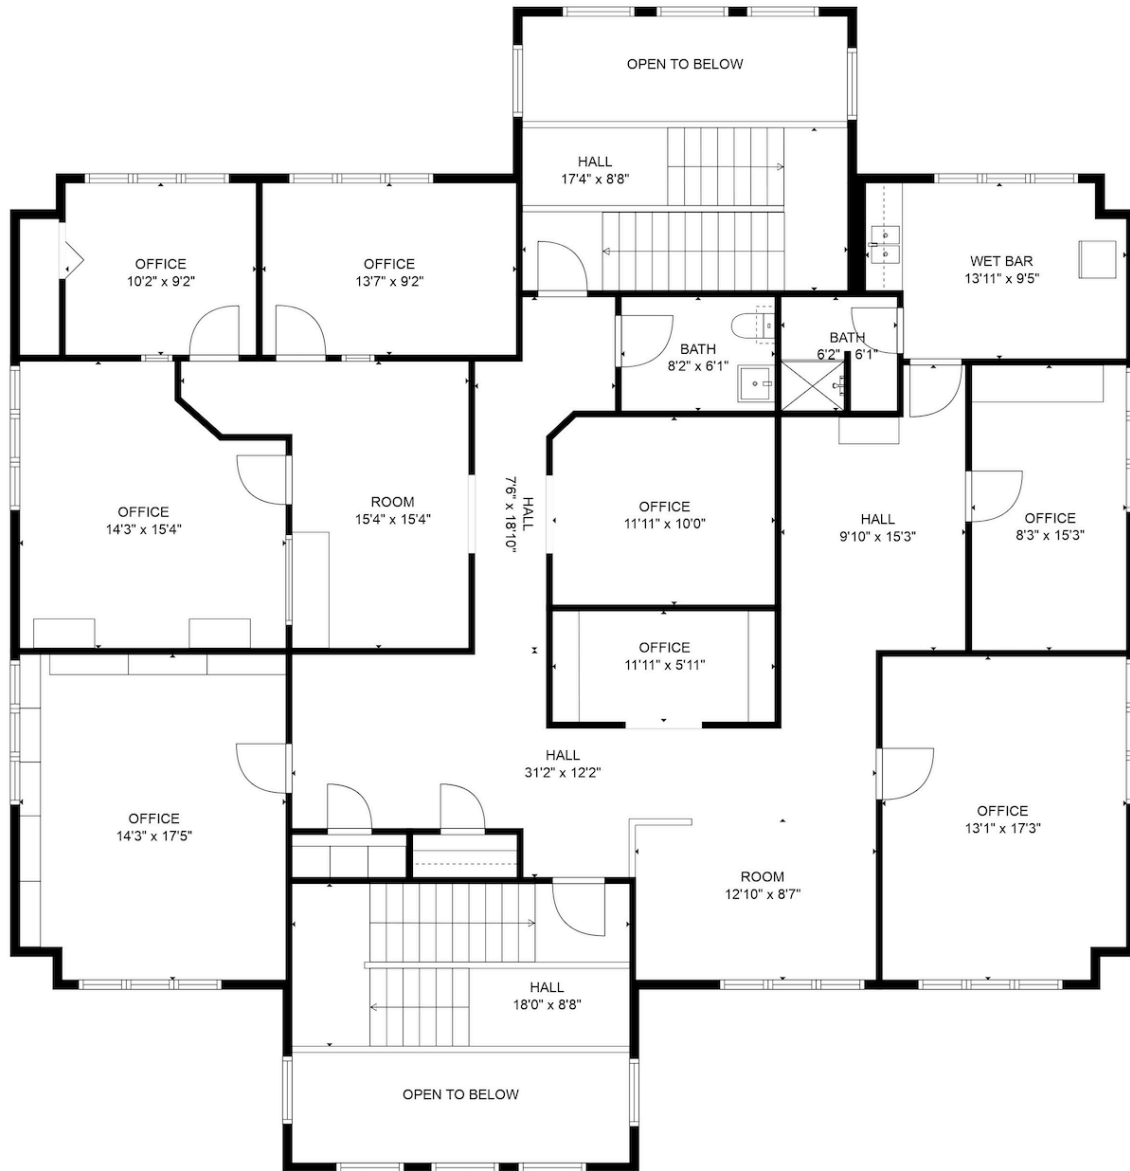 OPEN TO BELOW
HALL
17'4" x 8'8"
OFFICE
10'2" x 9'2"
OFFICE
13'7" x 9'2"
WET BAR
13'11" x 9'5"
BATH
8'2" x 6'1"
BATH
6'2" x 6'1"
OFFICE
14'3" x 15'4"
ROOM
15'4" x 15'4"
HALL
7'6" x 18'10"
OFFICE
11'11" x 10'0"
HALL
9'10" x 15'3"
OFFICE
8'3" x 15'3"
OFFICE
11'11" x 5'11"
HALL
31'2" x 12'2"
OFFICE
14'3" x 17'5"
OFFICE
13'1" x 17'3"
ROOM
12'10" x 8'7"
HALL
18'0" x 8'8"
OPEN TO BELOW